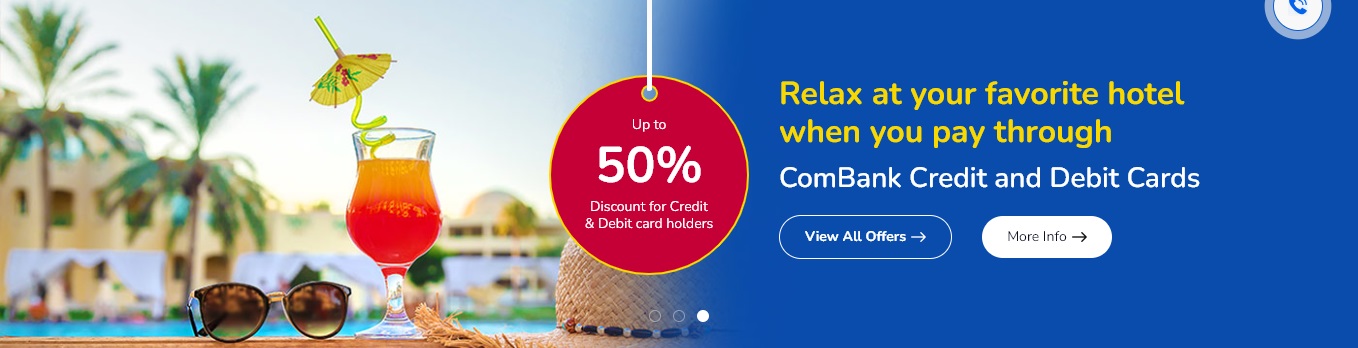 Up to
50%
Discount for Credit
& Debit card holders
Relax at your favorite hotel
when you pay through
ComBank Credit and Debit Cards
View All Offers
More Info